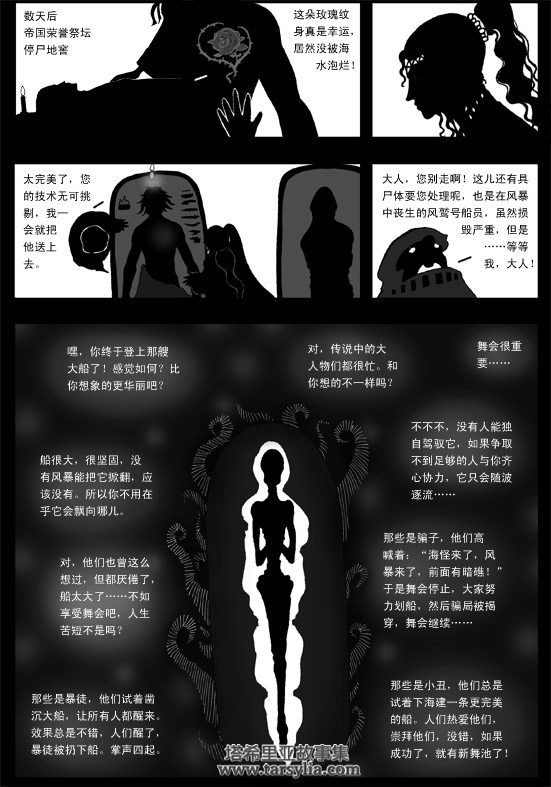 数天后
帝国荣誉祭坛
停尸地窖
这朵玫瑰纹
身真是幸运，
居然没被海
水泡烂！
太完美了，您
的技术无可挑
剔，我一
会就把
他送上
去。
大人，您别走啊！这儿还有具
尸体要您处理呢，也是在风暴
中丧生的风驾号船员，虽然损
毁严重，但是
……等等
我，大人！
嘿，你终于登上那艘
大船了！感觉如何？比
你想象的更华丽吧？
对，传说中的大
人物们都很忙。和
你想的不一样吗？
舞会很重
要……
不不不，没有人能独
自驾驭它，如果争取
不到足够的人与你齐
心协力，它只会随波
逐流……
船很大，很坚固，没
有风暴能把它掀翻，应
该没有。所以你不用在
乎它会飘向哪儿。
那些是骗子，他们高
喊着：“海怪来了，风
暴来了，前面有暗礁！”
于是舞会停止，大家努
力划船，然后骗局被揭
穿，舞会继续……
对，他们也曾这么
想过，但都厌倦了，
船太大了……不如
享受舞会吧，人生
苦短不是吗？
那些是暴徒，他们试着凿
沉大船，让所有人都醒来。
效果总是不错，人们醒了，
暴徒被扔下船。掌声四起。
那些是小丑，他们总是
试着下海建一条更完美
的船。人们热爱他们，
崇拜他们，没错，如果
成功了，就有新舞池了！
塔希里亚故事集
www.tarsylia.com